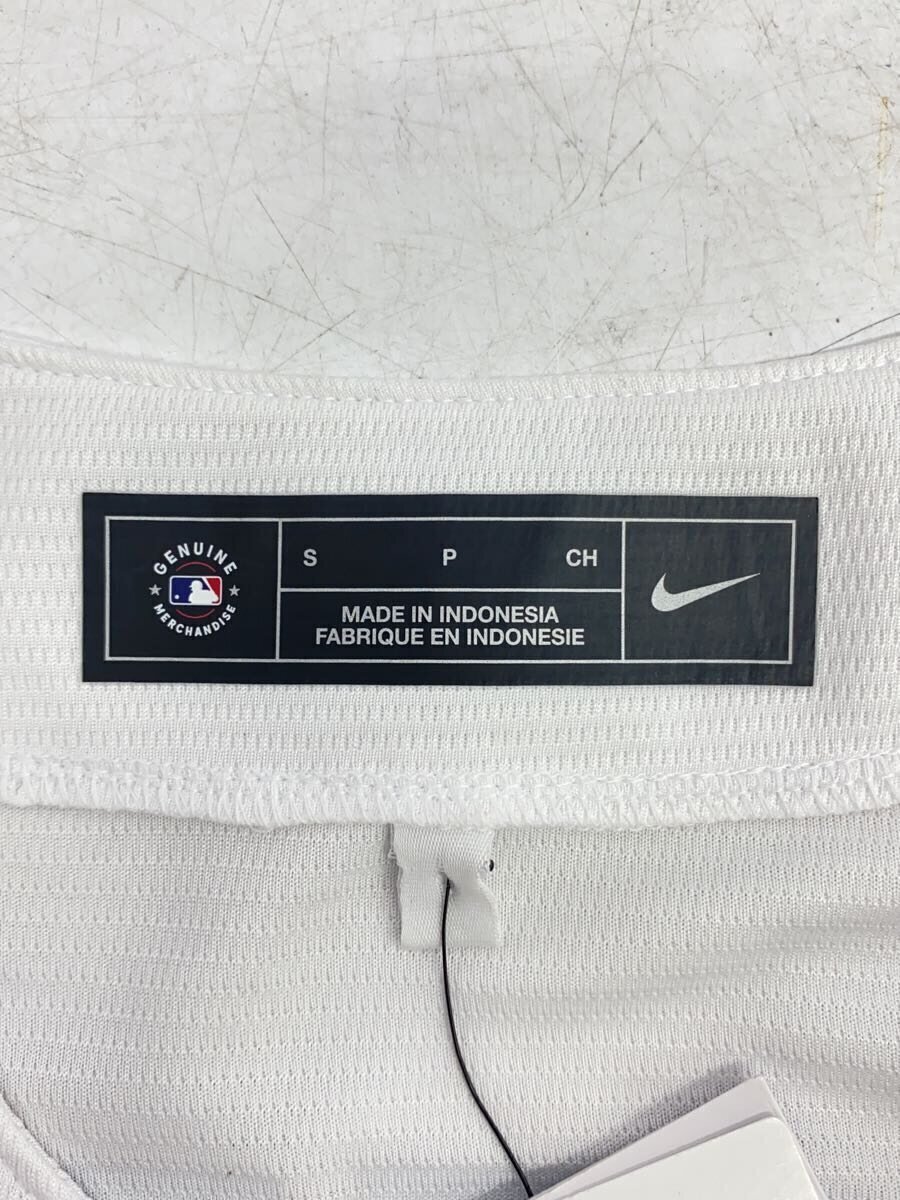 GENUINE
MERCHANDISE
S P CH
MADE IN INDONESIA
FABRIQUE EN INDONESIE